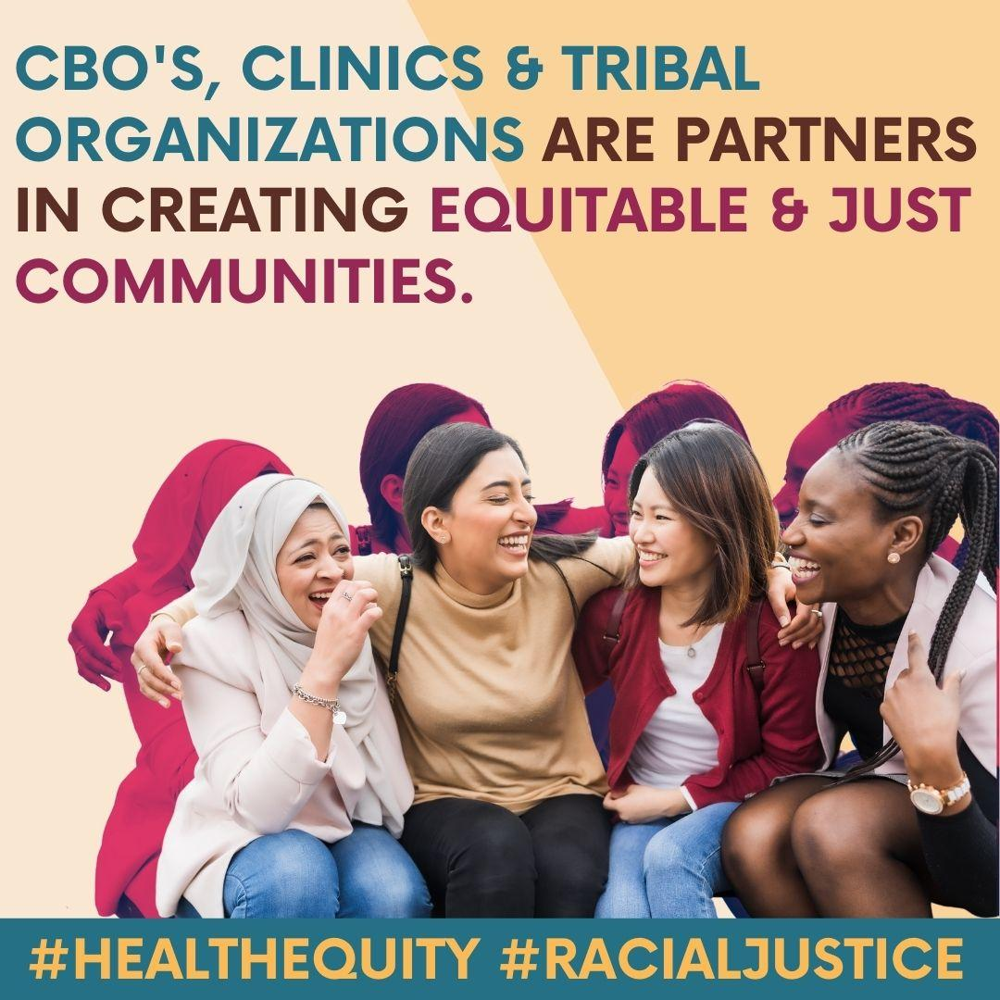 CBO'S, CLINICS & TRIBAL
ORGANIZATIONS ARE PARTNERS
IN CREATING EQUITABLE & JUST
COMMUNITIES.
#HEALTHEQUITY #RACIALJUSTICE